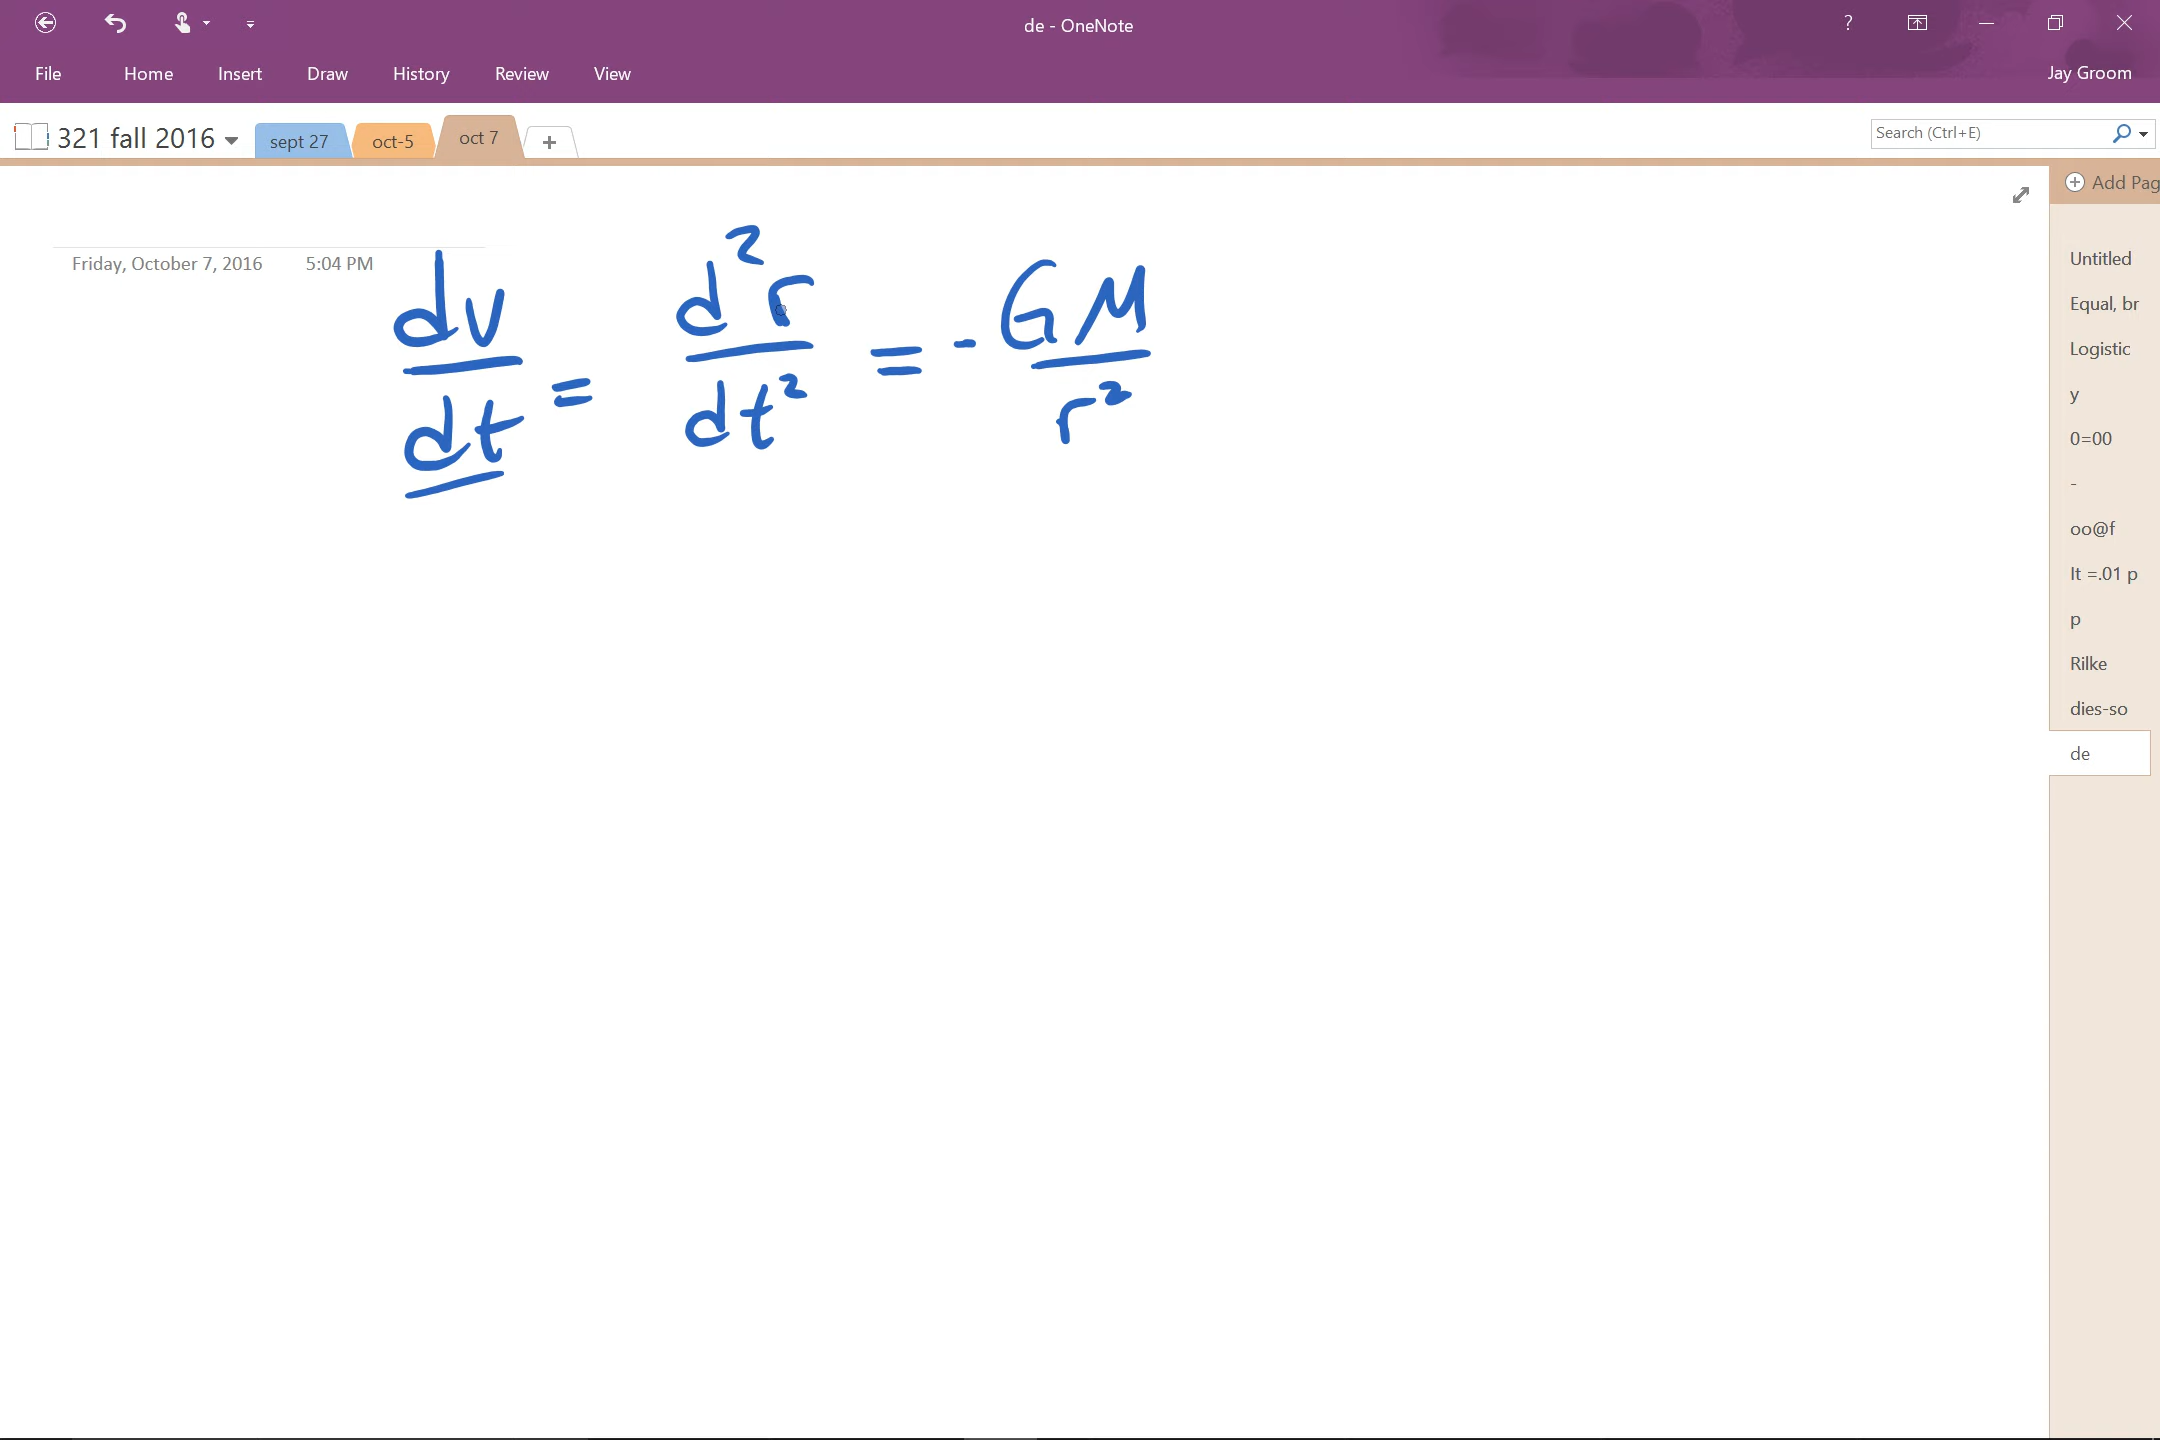 de - OneNote
?
File Home Insert Draw History Review View
Jay Groom
321 fall 2016 sept 27 oct-5 oct 7 +
Search (Ctrl+E)
Add Pag
Friday, October 7, 2016 5:04 PM
dv/dt = d²r/dt² = - GM/r²
Untitled
Equal, br
Logistic
y
0=00
-
oo@f
It =.01 p
p
Rilke
dies-so
de